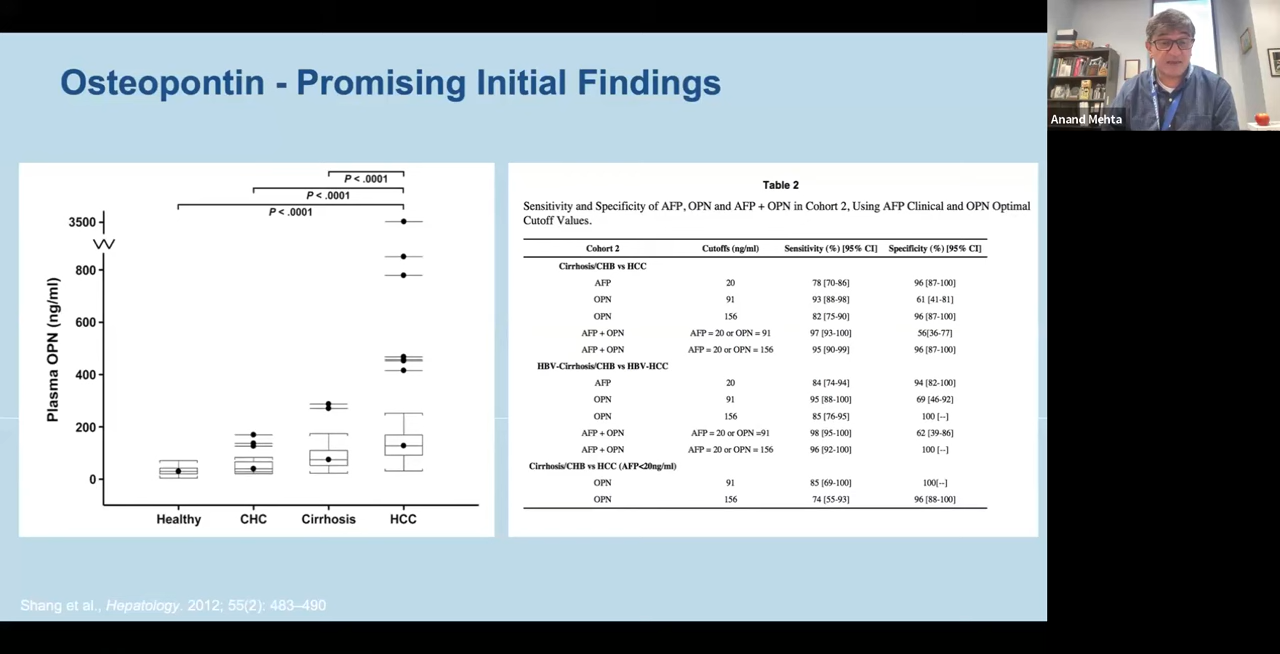 Osteopontin - Promising Initial Findings
Anand Mehta
P < .0001
P < .0001
P < .0001
Plasma OPN (ng/ml)
3500
800
600
400
200
0
Healthy CHC Cirrhosis HCC
Table 2
Sensitivity and Specificity of AFP, OPN and AFP + OPN in Cohort 2, Using AFP Clinical and OPN Optimal
Cutoff Values.
Cohort 2 Cutoffs (ng/ml) Sensitivity (%) [95% CI] Specificity (%) [95% CI]
Cirrhosis/CHB vs HCC
AFP 20 78 [70-86] 96 [87-100]
OPN 91 93 [88-98] 61 [41-81]
OPN 156 82 [75-90] 96 [87-100]
AFP + OPN AFP = 20 or OPN = 91 97 [93-100] 56[36-77]
AFP + OPN AFP = 20 or OPN = 156 95 [90-99] 96 [87-100]
HBV-Cirrhosis/CHB vs HBV-HCC
AFP 20 84 [74-94] 94 [82-100]
OPN 91 95 [88-100] 69 [46-92]
OPN 156 85 [76-95] 100 [--]
AFP + OPN AFP = 20 or OPN =91 98 [95-100] 62 [39-86]
AFP + OPN AFP = 20 or OPN = 156 96 [92-100] 100 [--]
Cirrhosis/CHB vs HCC (AFP<20ng/ml)
OPN 91 85 [69-100] 100[--]
OPN 156 74 [55-93] 96 [88-100]
Shang et al., Hepatology. 2012; 55(2): 483–490